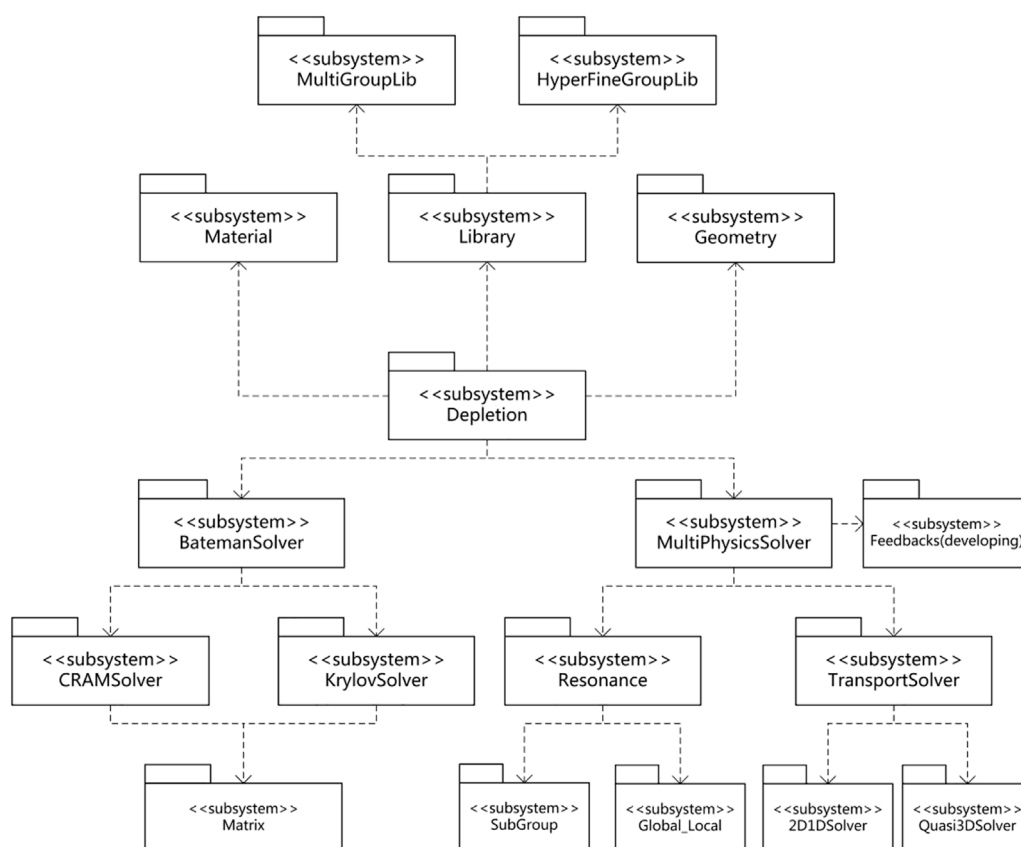 <<subsystem>>
MultiGroupLib
<<subsystem>>
HyperFineGroupLib
<<subsystem>>
Material
<<subsystem>>
Library
<<subsystem>>
Geometry
<<subsystem>>
Depletion
<<subsystem>>
BatemanSolver
<<subsystem>>
MultiPhysicsSolver
<<subsystem>>
Feedbacks(developing)
<<subsystem>>
CRAMSolver
<<subsystem>>
KrylovSolver
<<subsystem>>
Resonance
<<subsystem>>
TransportSolver
<<subsystem>>
Matrix
<<subsystem>>
SubGroup
<<subsystem>>
Global_Local
<<subsystem>>
2D1DSolver
<<subsystem>>
Quasi3DSolver